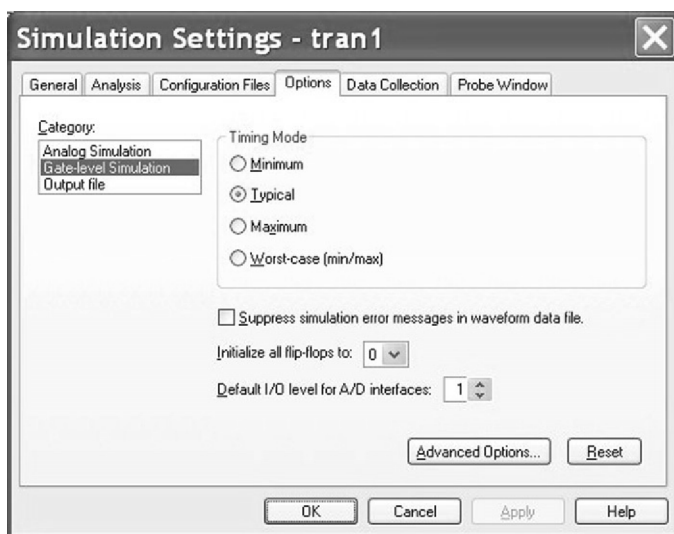 Simulation Settings - tran1
General Analysis Configuration Files Options Data Collection Probe Window
Category:
Analog Simulation
Gate-level Simulation
Output file
Timing Mode
Minimum
Typical
Maximum
Worst-case (min/max)
Suppress simulation error messages in waveform data file.
Initialize all flip-flops to: 0
Default I/O level for A/D interfaces: 1
Advanced Options... Reset
OK Cancel Apply Help